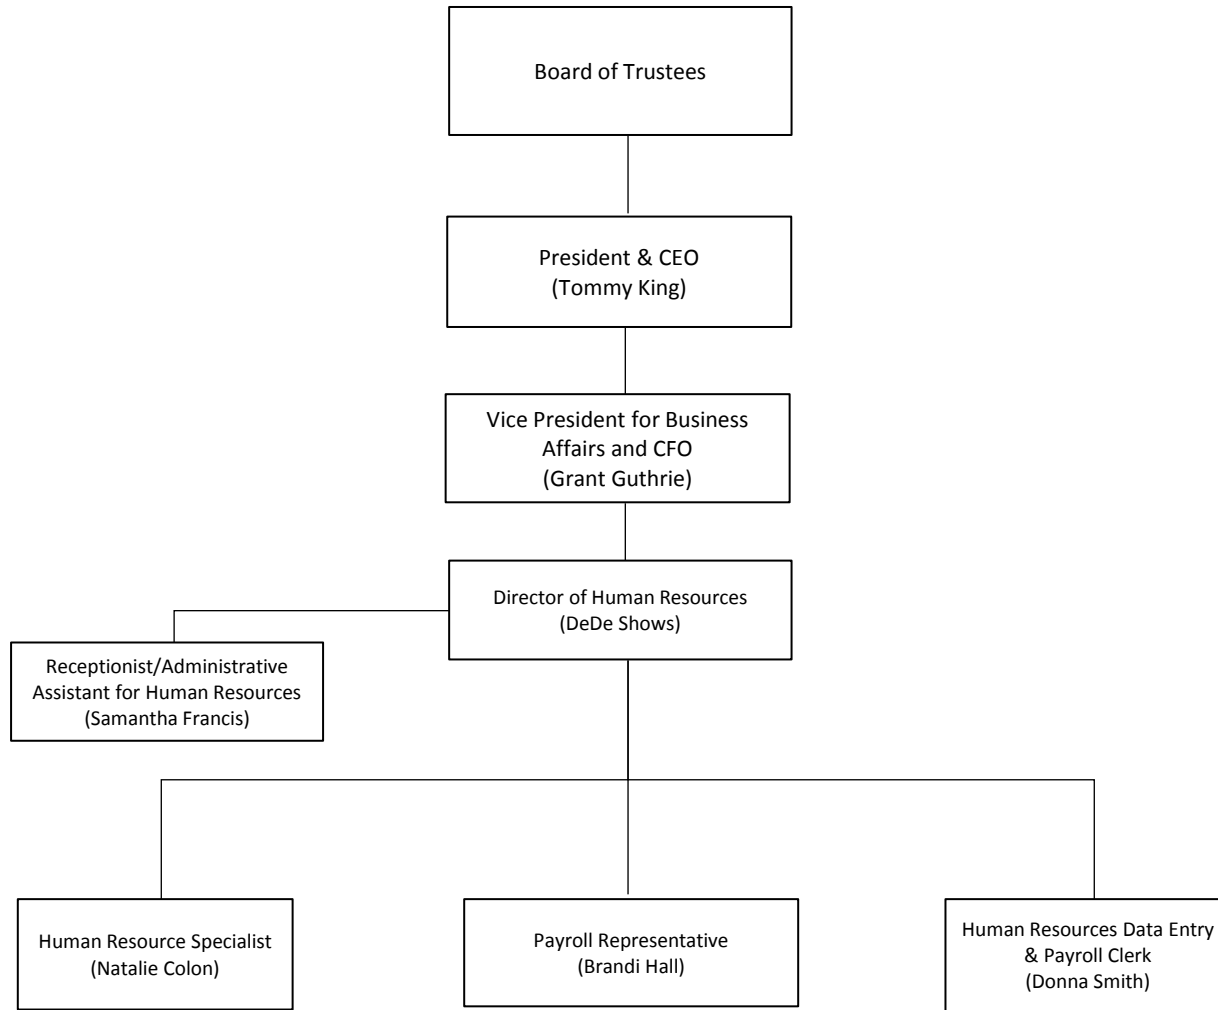 Board of Trustees
President & CEO
(Tommy King)
Vice President for Business
Affairs and CFO
(Grant Guthrie)
Director of Human Resources
(DeDe Shows)
Receptionist/Administrative
Assistant for Human Resources
(Samantha Francis)
Human Resource Specialist
(Natalie Colon)
Payroll Representative
(Brandi Hall)
Human Resources Data Entry
& Payroll Clerk
(Donna Smith)